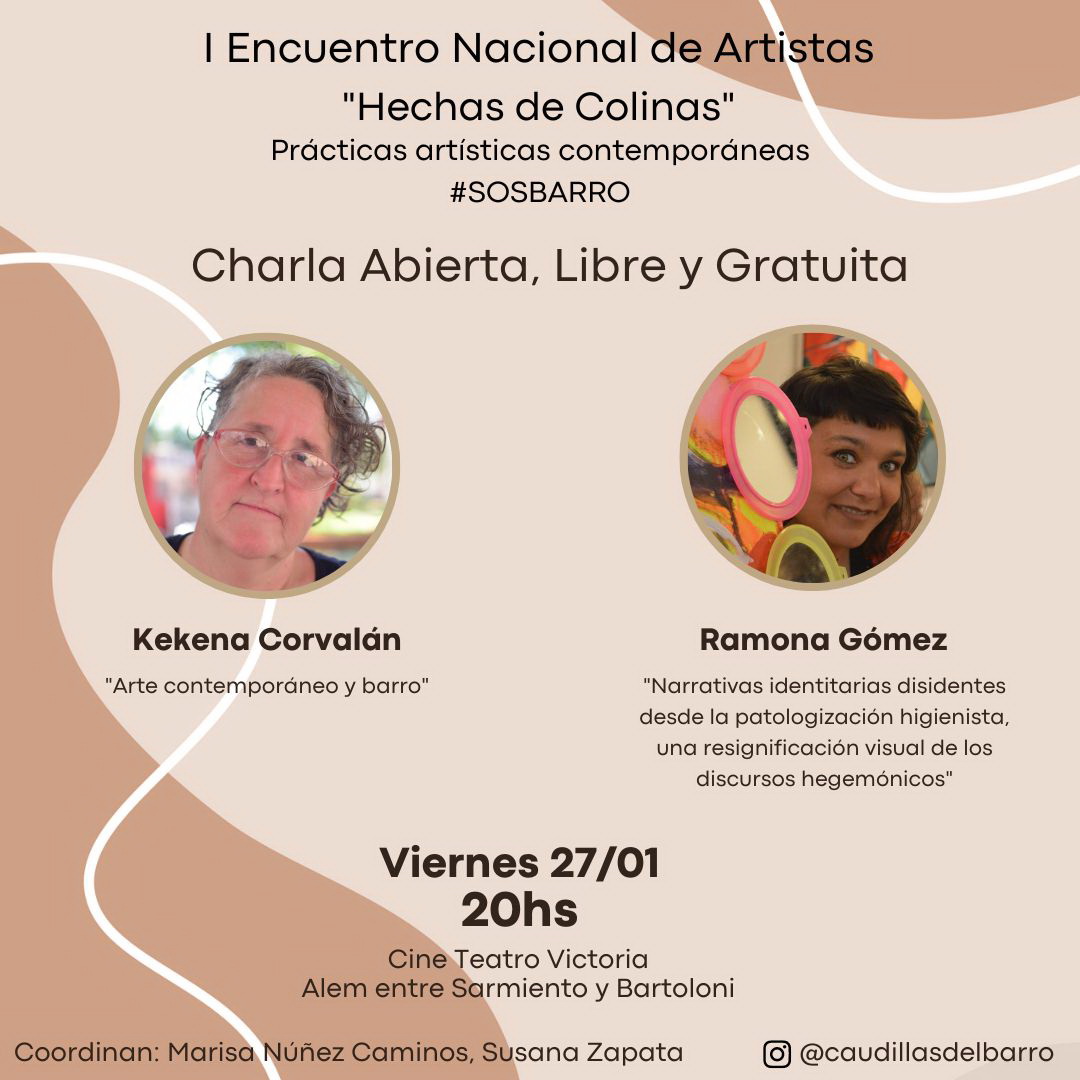 I Encuentro Nacional de Artistas
"Hechas de Colinas"
Prácticas artísticas contemporáneas
#SOSBARRO
Charla Abierta, Libre y Gratuita
Kekena Corvalán
"Arte contemporáneo y barro"
Ramona Gómez
"Narrativas identitarias disidentes
desde la patologización higienista,
una resignificación visual de los
discursos hegemónicos"
Viernes 27/01
20hs
Cine Teatro Victoria
Alem entre Sarmiento y Bartoloni
Coordinan: Marisa Núñez Caminos, Susana Zapata
@caudillasdelbarro